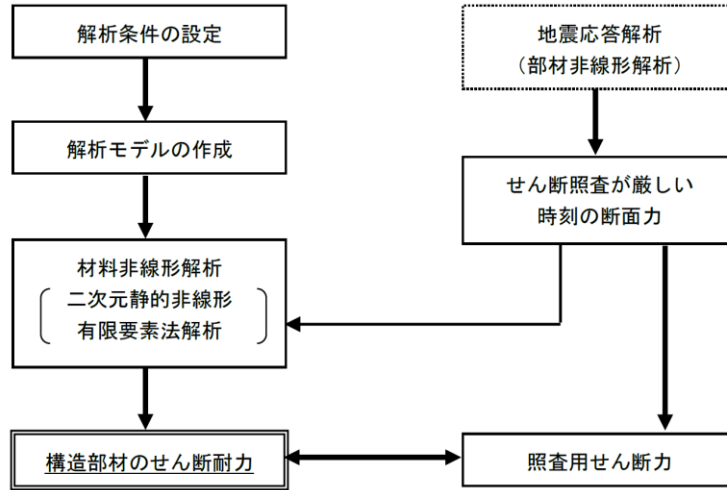 解析条件の設定
解析モデルの作成
材料非線形解析
二次元静的非線形
有限要素法解析
構造部材のせん断耐力
地震応答解析
（部材非線形解析）
せん断照査が厳しい
時刻の断面力
照査用せん断力